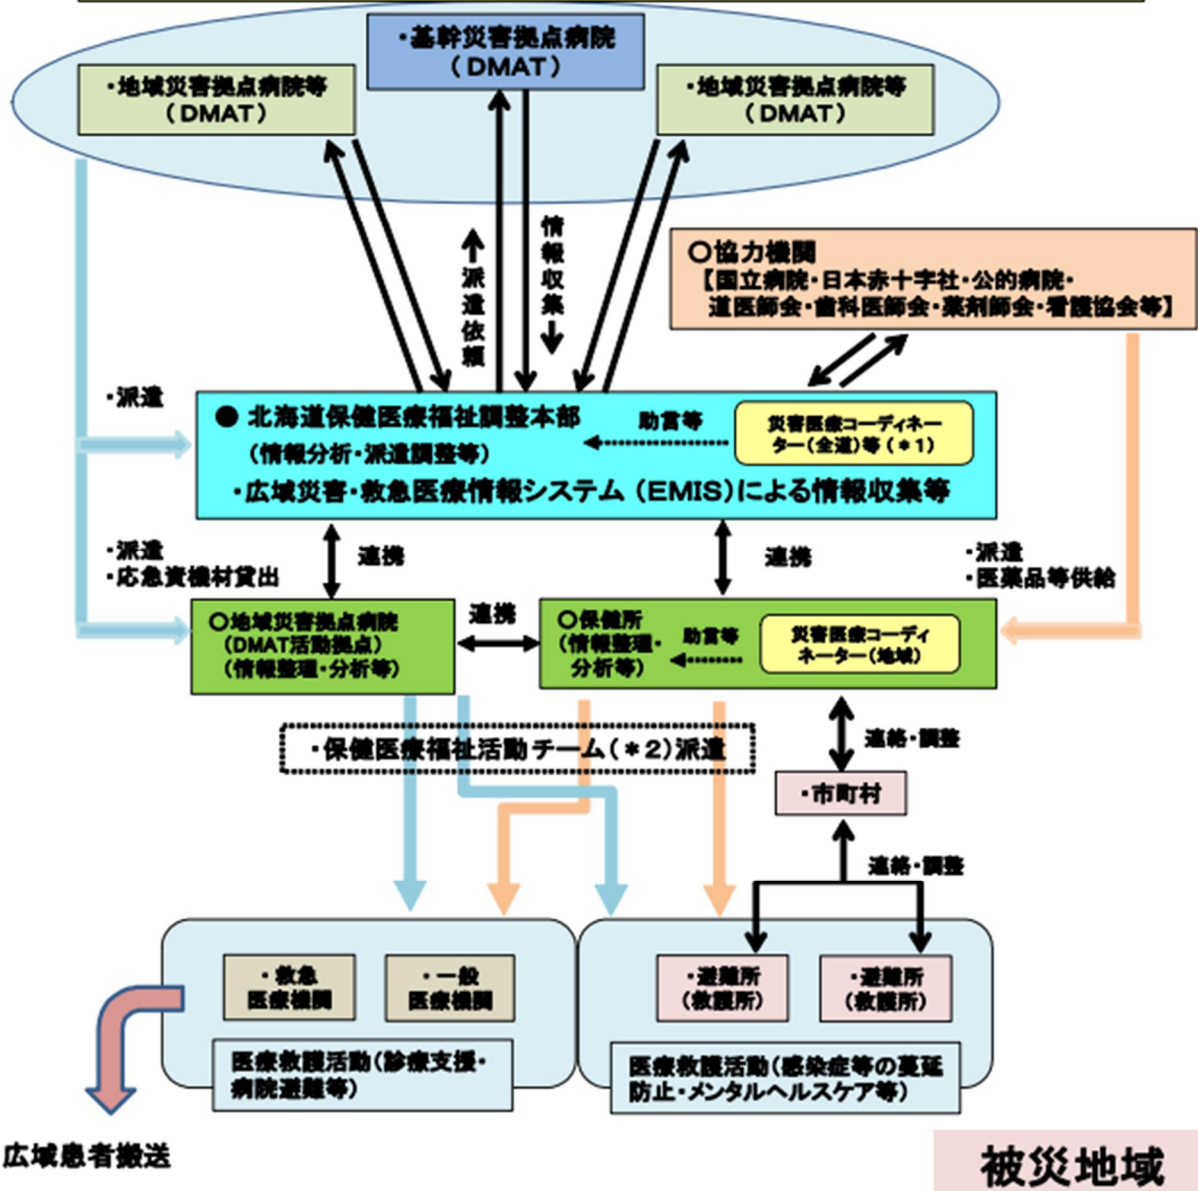 ・基幹災害拠点病院
(DMAT)
・地域災害拠点病院等
(DMAT)
・地域災害拠点病院等
(DMAT)
↑派遣依頼
情報収集↓
〇協力機関
【国立病院・日本赤十字社・公的病院・
道医師会・歯科医師会・薬剤師会・看護協会等】
・派遣
● 北海道保健医療福祉調整本部
(情報分析・派遣調整等)
助言等
災害医療コーディネー
ター(全道)等(*1)
・広域災害・救急医療情報システム(EMIS)による情報収集等
・派遣
・応急資機材貸出
連携
連携
・派遣
・医薬品等供給
〇地域災害拠点病院
(DMAT活動拠点)
(情報整理・分析等)
連携
〇保健所
(情報整理・
分析等)
助言等
災害医療コーディ
ネーター(地域)
・保健医療福祉活動チーム(*2)派遣
連絡・調整
・市町村
連絡・調整
・救急
医療機関
・一般
医療機関
・避難所
(救護所)
・避難所
(救護所)
医療救護活動(診療支援・
病院避難等)
医療救護活動(感染症等の蔓延
防止・メンタルヘルスケア等)
広域患者搬送
被災地域